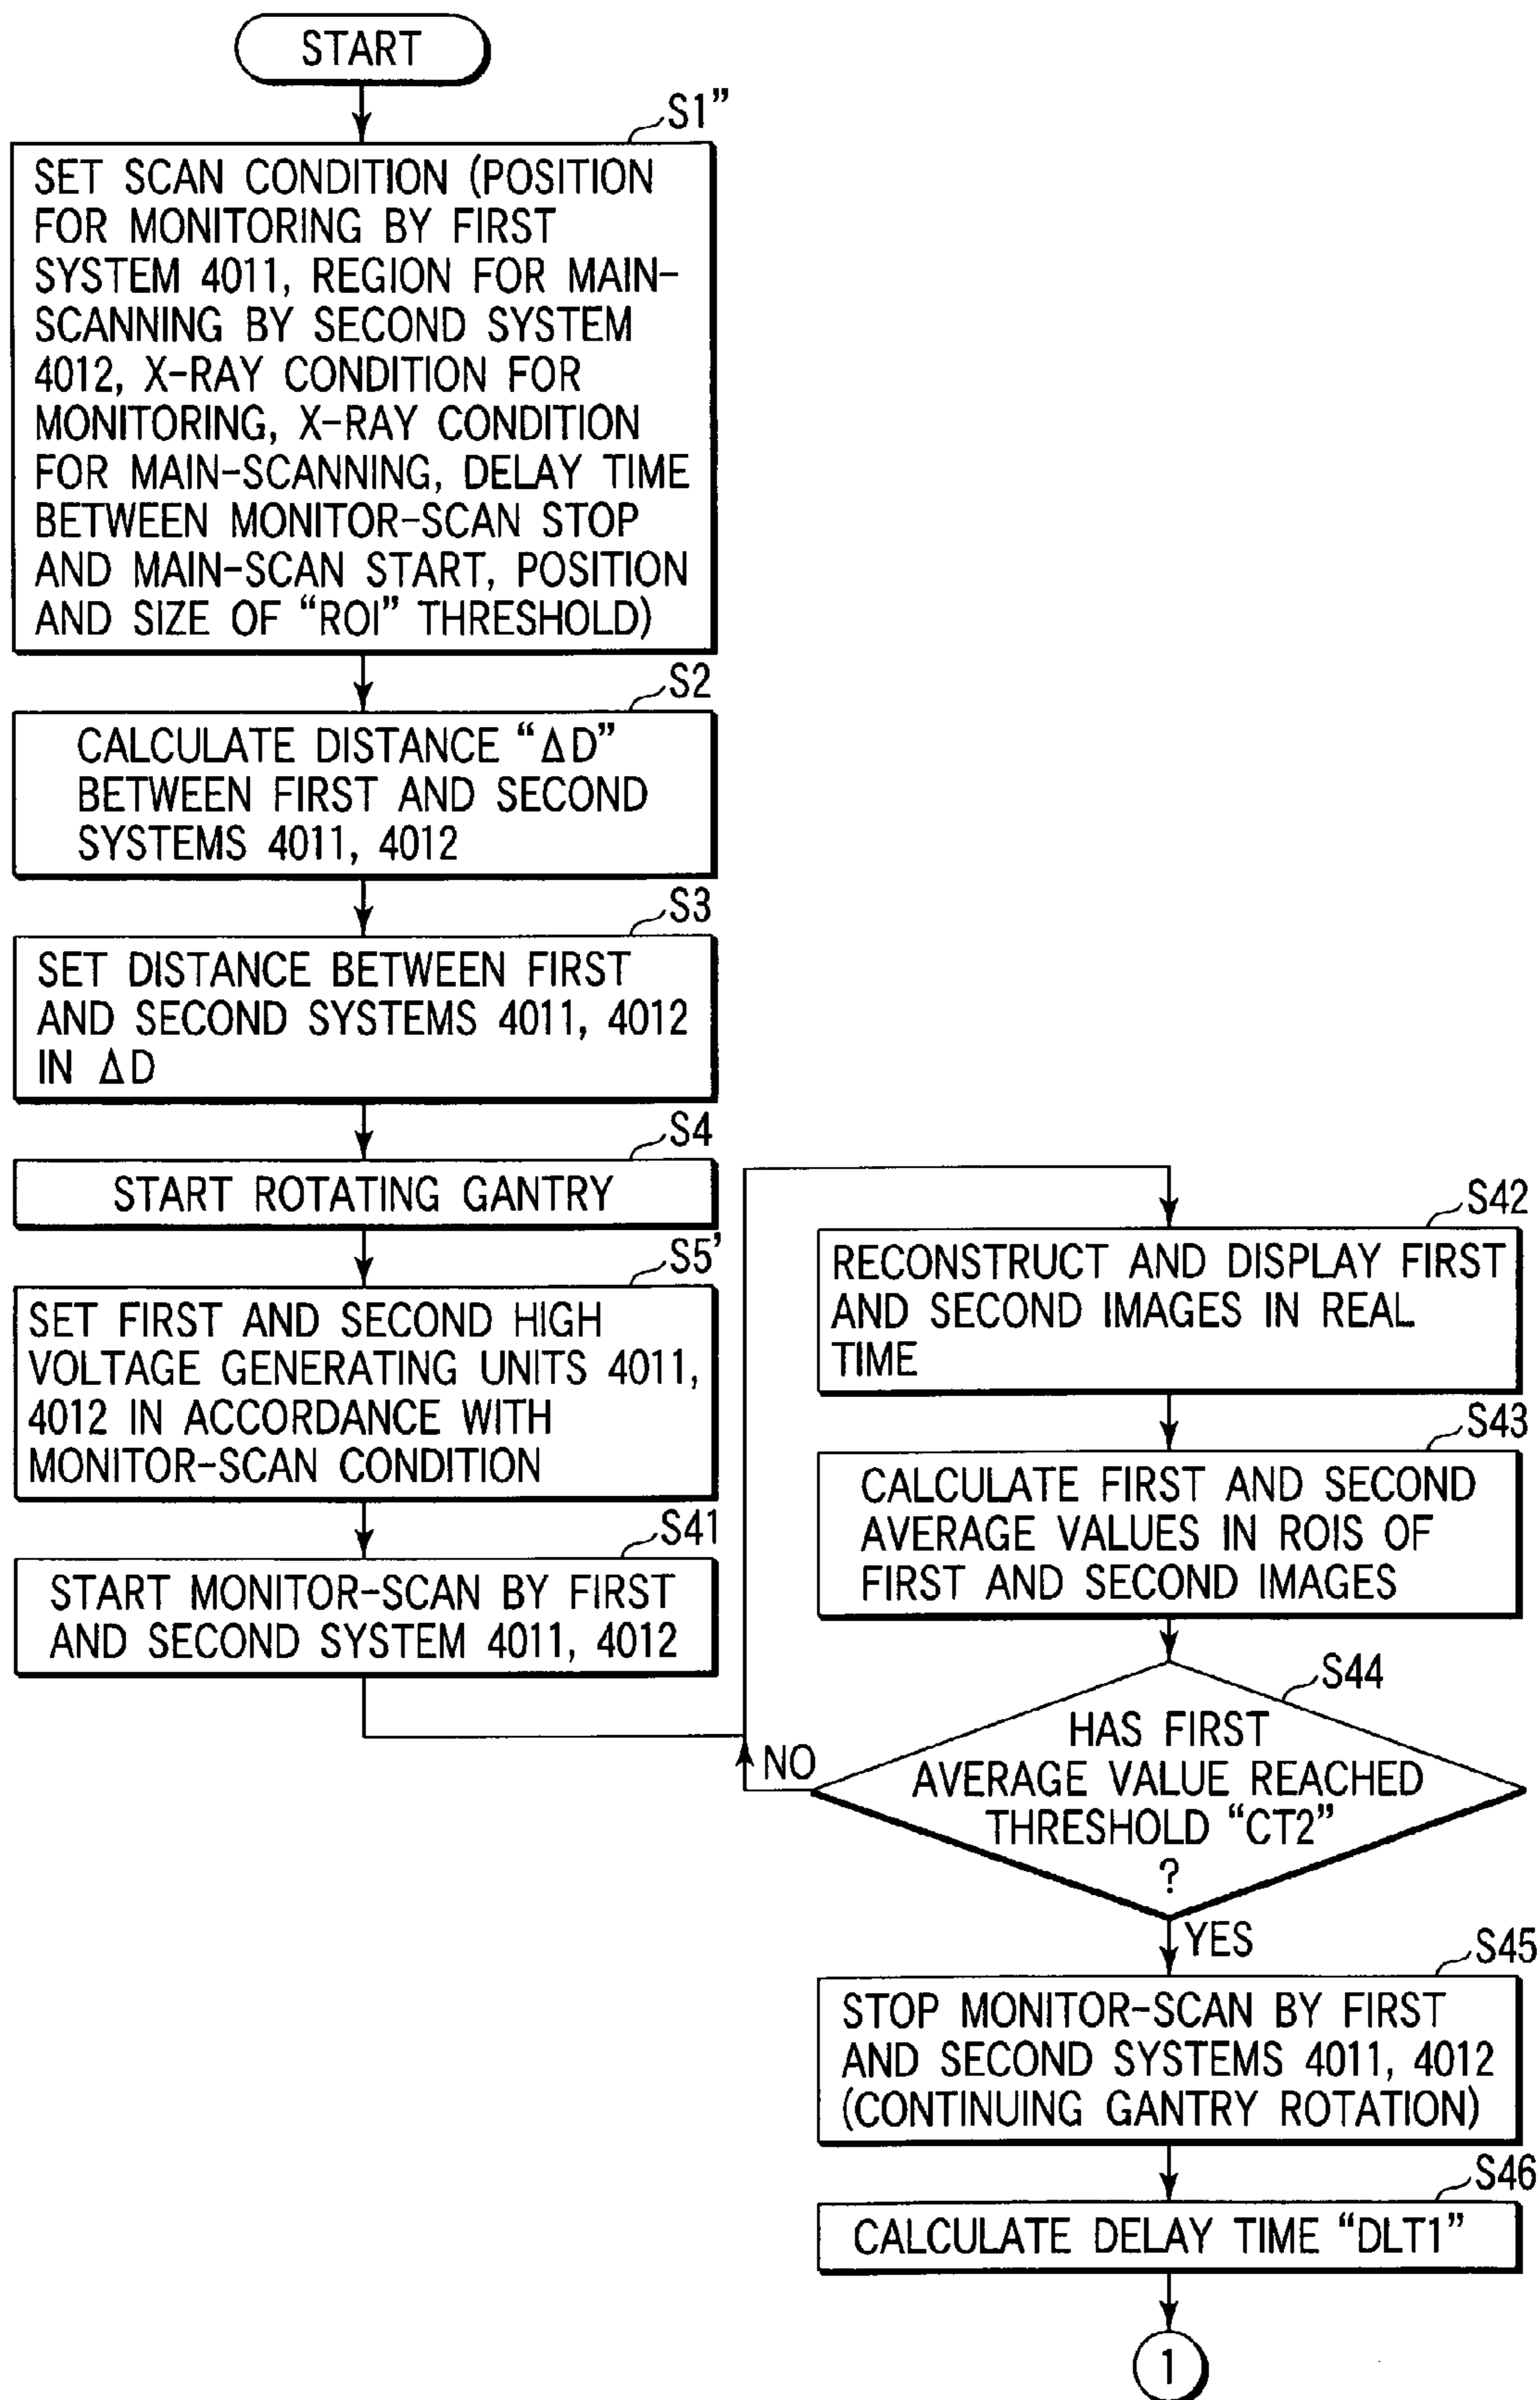 START
S1”
SET SCAN CONDITION (POSITION
FOR MONITORING BY FIRST
SYSTEM 4011, REGION FOR MAIN-
SCANNING BY SECOND SYSTEM
4012, X-RAY CONDITION FOR
MONITORING, X-RAY CONDITION
FOR MAIN-SCANNING, DELAY TIME
BETWEEN MONITOR-SCAN STOP
AND MAIN-SCAN START, POSITION
AND SIZE OF “ROI” THRESHOLD)
S2
CALCULATE DISTANCE “ΔD”
BETWEEN FIRST AND SECOND
SYSTEMS 4011, 4012
S3
SET DISTANCE BETWEEN FIRST
AND SECOND SYSTEMS 4011, 4012
IN ΔD
S4
START ROTATING GANTRY
S5’
SET FIRST AND SECOND HIGH
VOLTAGE GENERATING UNITS 4011,
4012 IN ACCORDANCE WITH
MONITOR-SCAN CONDITION
S41
START MONITOR-SCAN BY FIRST
AND SECOND SYSTEM 4011, 4012
S42
RECONSTRUCT AND DISPLAY FIRST
AND SECOND IMAGES IN REAL
TIME
S43
CALCULATE FIRST AND SECOND
AVERAGE VALUES IN ROIS OF
FIRST AND SECOND IMAGES
S44
HAS FIRST
AVERAGE VALUE REACHED
THRESHOLD “CT2”
?
NO
YES
S45
STOP MONITOR-SCAN BY FIRST
AND SECOND SYSTEMS 4011, 4012
(CONTINUING GANTRY ROTATION)
S46
CALCULATE DELAY TIME “DLT1”
1